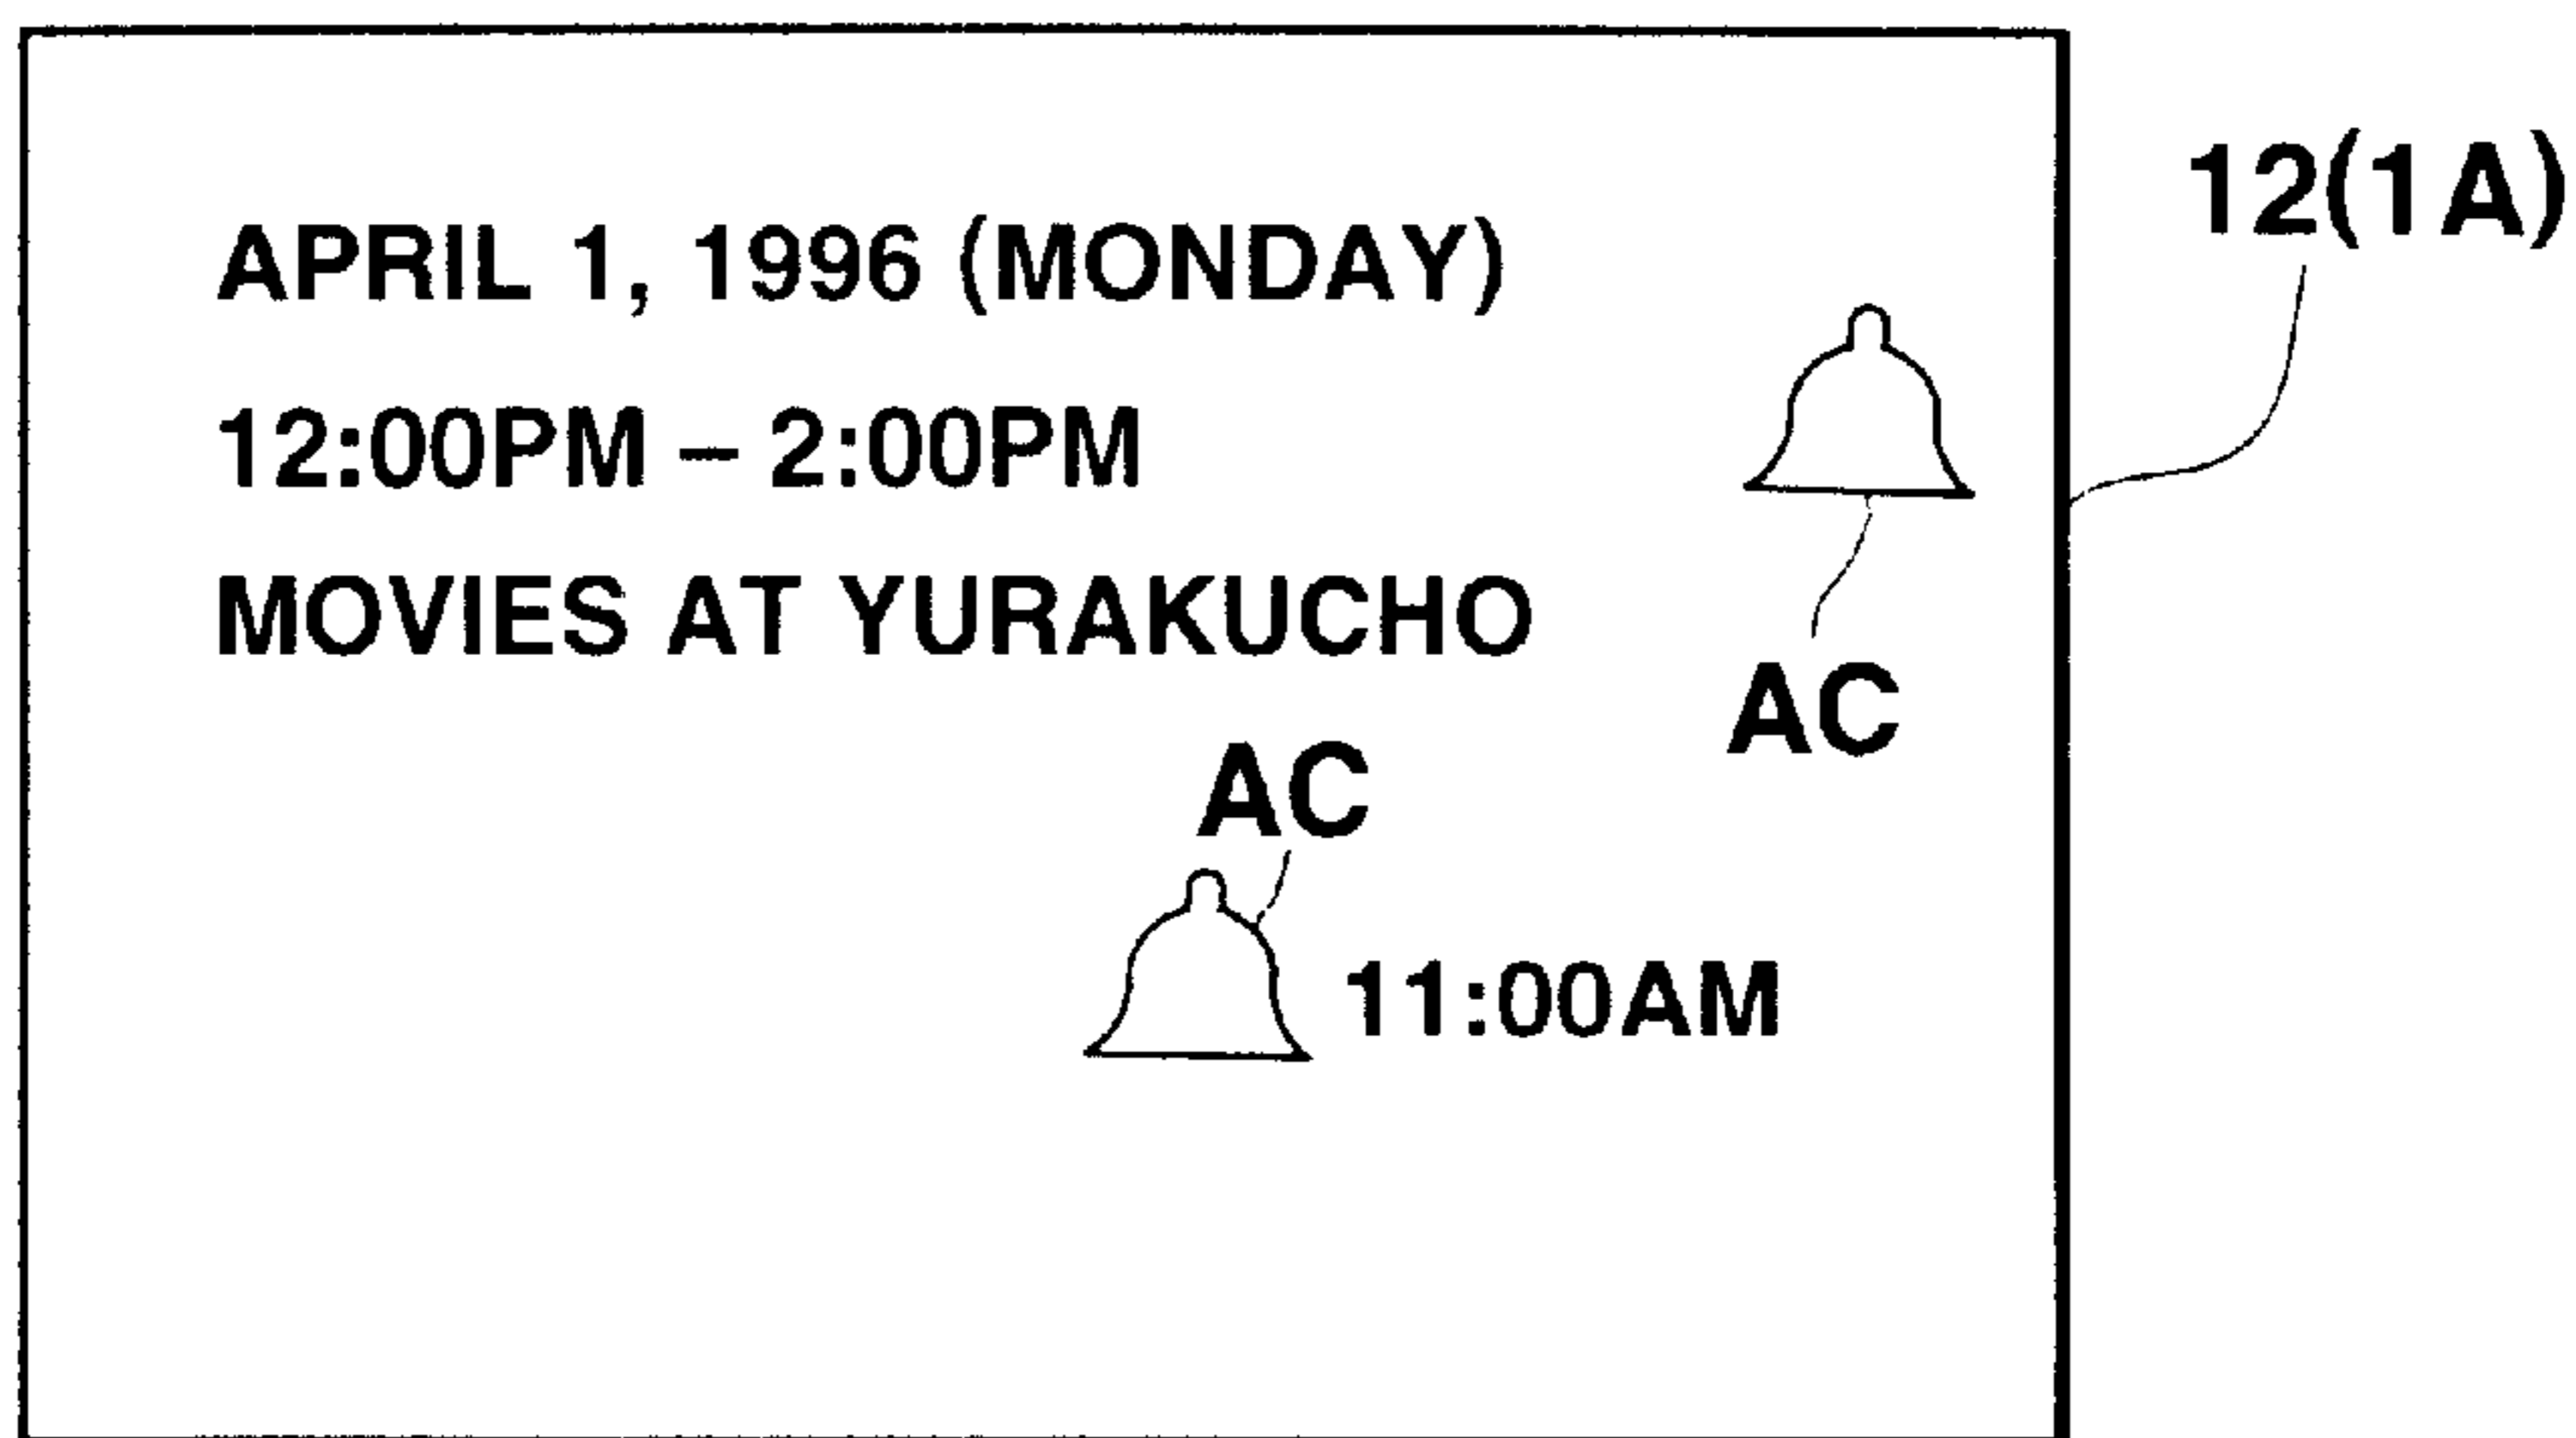 12(1A)
APRIL 1, 1996 (MONDAY)
12:00PM – 2:00PM
MOVIES AT YURAKUCHO
AC
AC
11:00AM